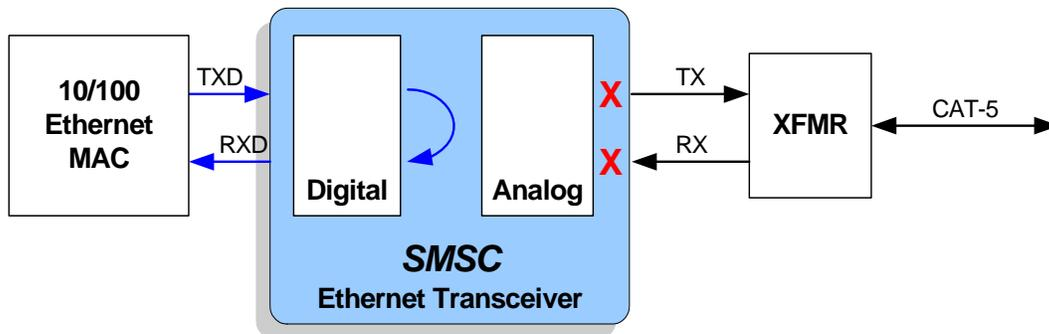 10/100
Ethernet
MAC
TXD
RXD
Digital
Analog
X
X
TX
RX
XFMR
CAT-5
SMSC
Ethernet Transceiver